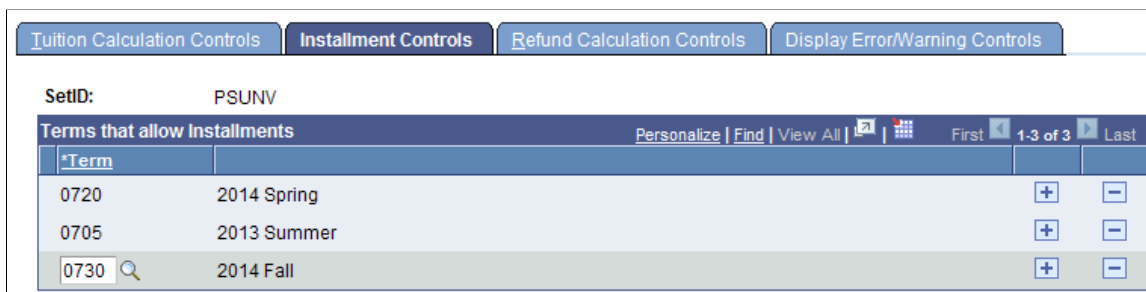 Tuition Calculation Controls Installment Controls Refund Calculation Controls Display Error/Warning Controls
SetID: PSUNV
Terms that allow Installments Personalize | Find | View All | | First 1-3 of 3 Last
*Term
0720 2014 Spring
0705 2013 Summer
0730 2014 Fall